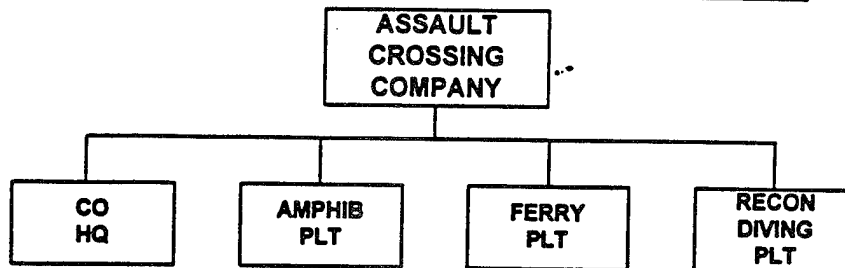 ASSAULT
CROSSING
COMPANY
CO
HQ
AMPHIB
PLT
FERRY
PLT
RECON
DIVING
PLT